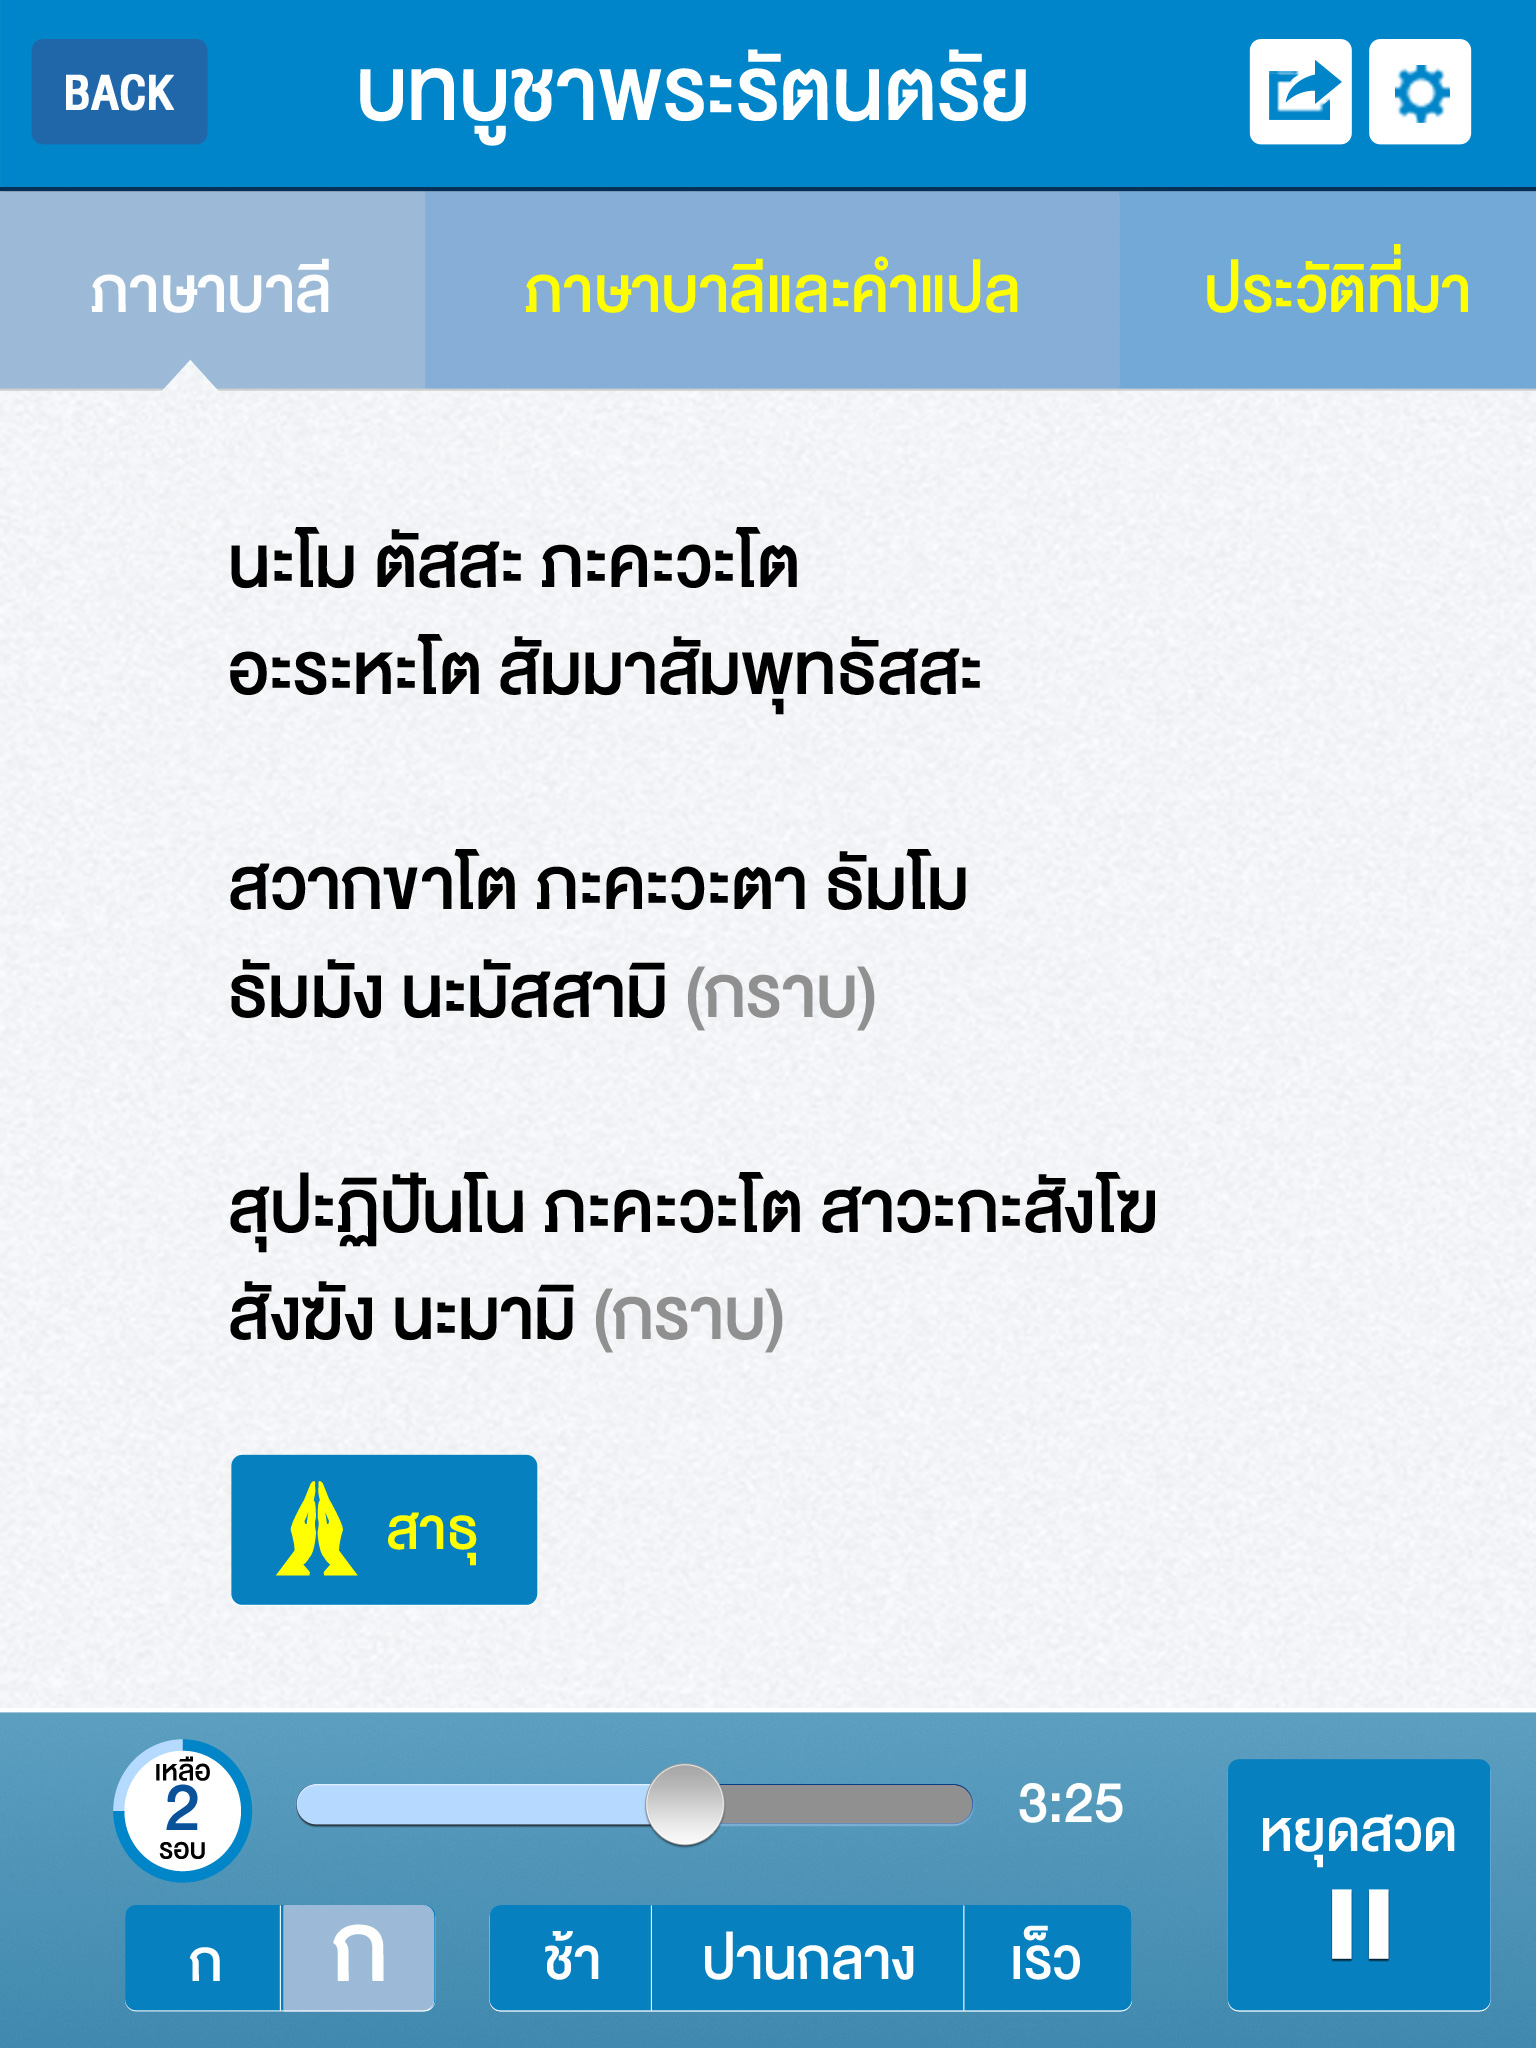 BACK
บทบูชาพระรัตนตรัย
ภาษาบาลี
ภาษาบาลีและคำแปล
ประวัติที่มา
นะโม ตัสสะ ภะคะวะโต
อะระหะโต สัมมาสัมพุทธัสสะ
สวากขาโต ภะคะวะตา ธัมโม
ธัมมัง นะมัสสามิ (กราบ)
สุปะฏิปันโน ภะคะวะโต สาวะกะสังโฆ
สังฆัง นะมามิ (กราบ)
สาธุ
เหลือ
2
รอบ
3:25
หยุดสวด
ก
ก
ช้า
ปานกลาง
เร็ว